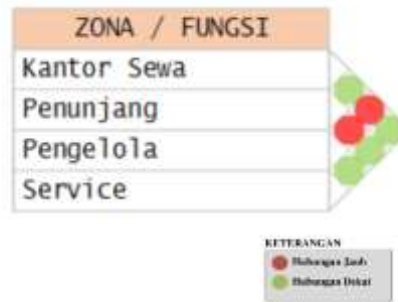 ZONA / FUNGSI
Kantor Sewa
Penunjang
Pengelola
Service
KETERANGAN
Hubungan Jauh
Hubungan Dekat